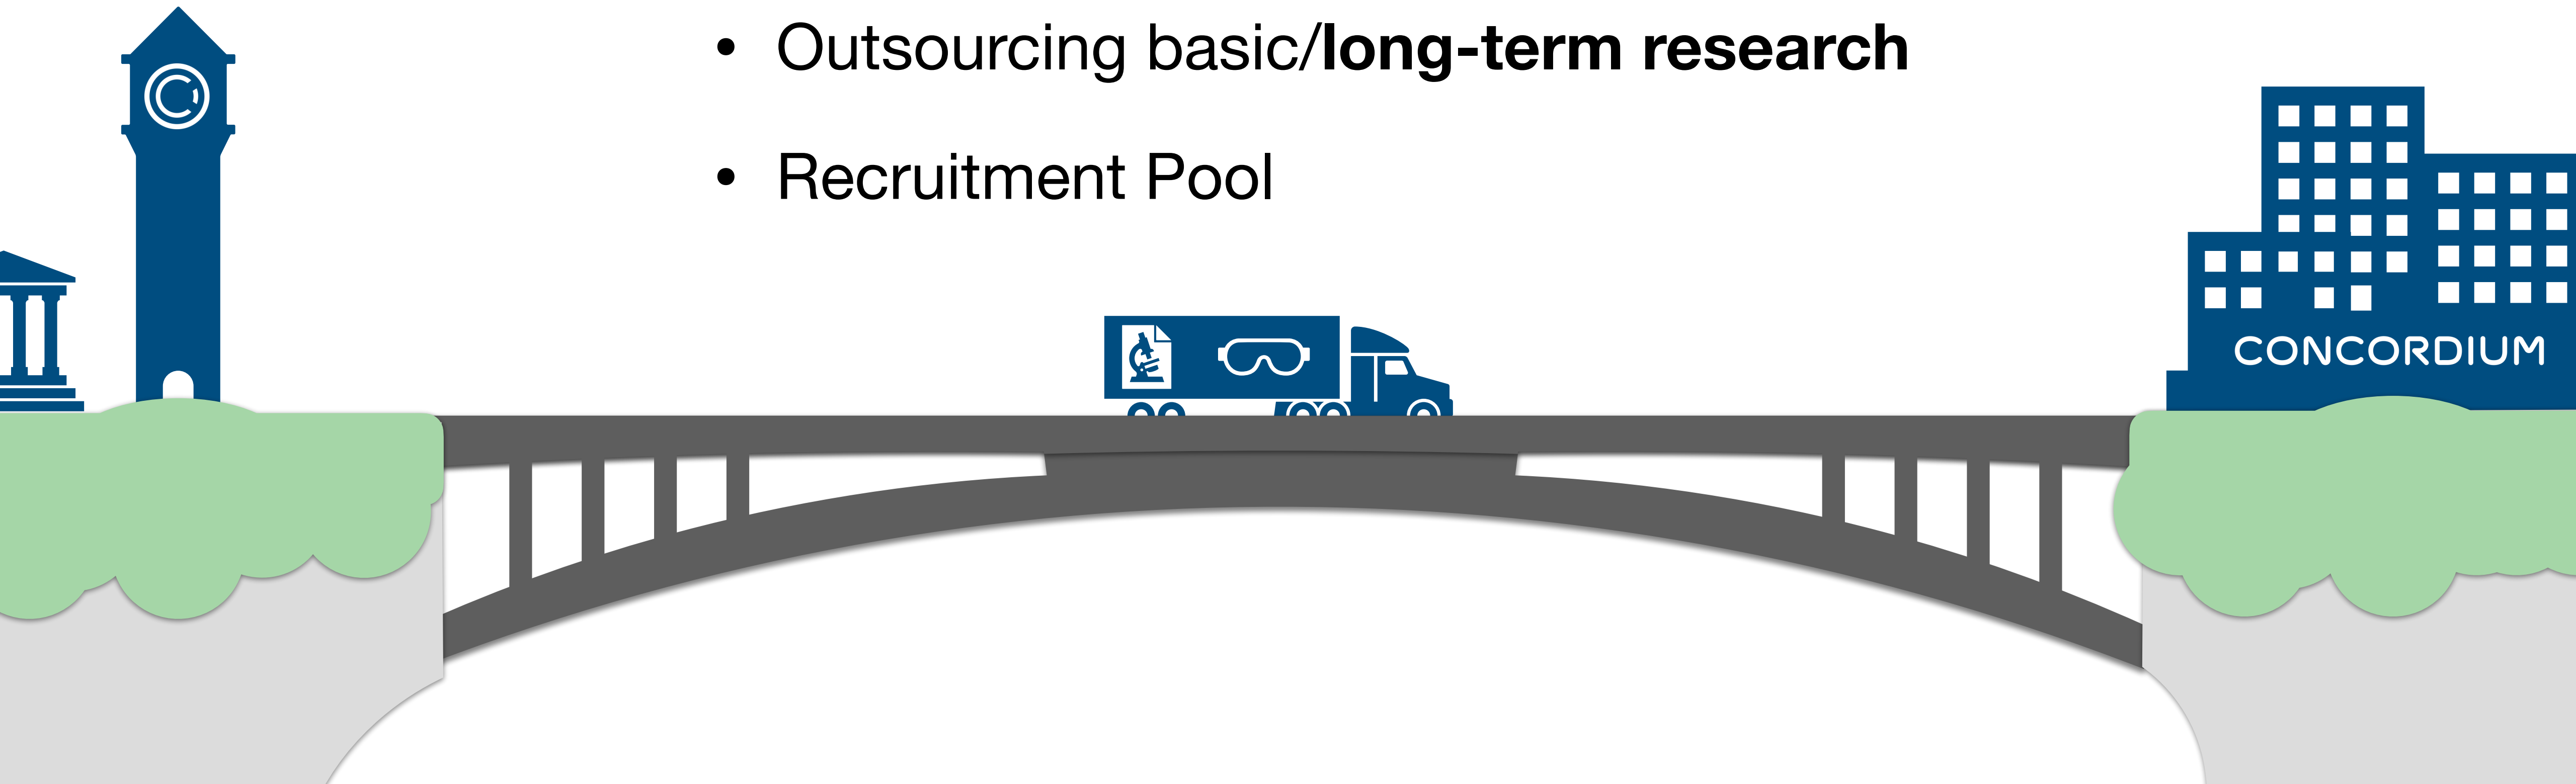 • Outsourcing basic/long-term research
• Recruitment Pool
CONCORDIUM